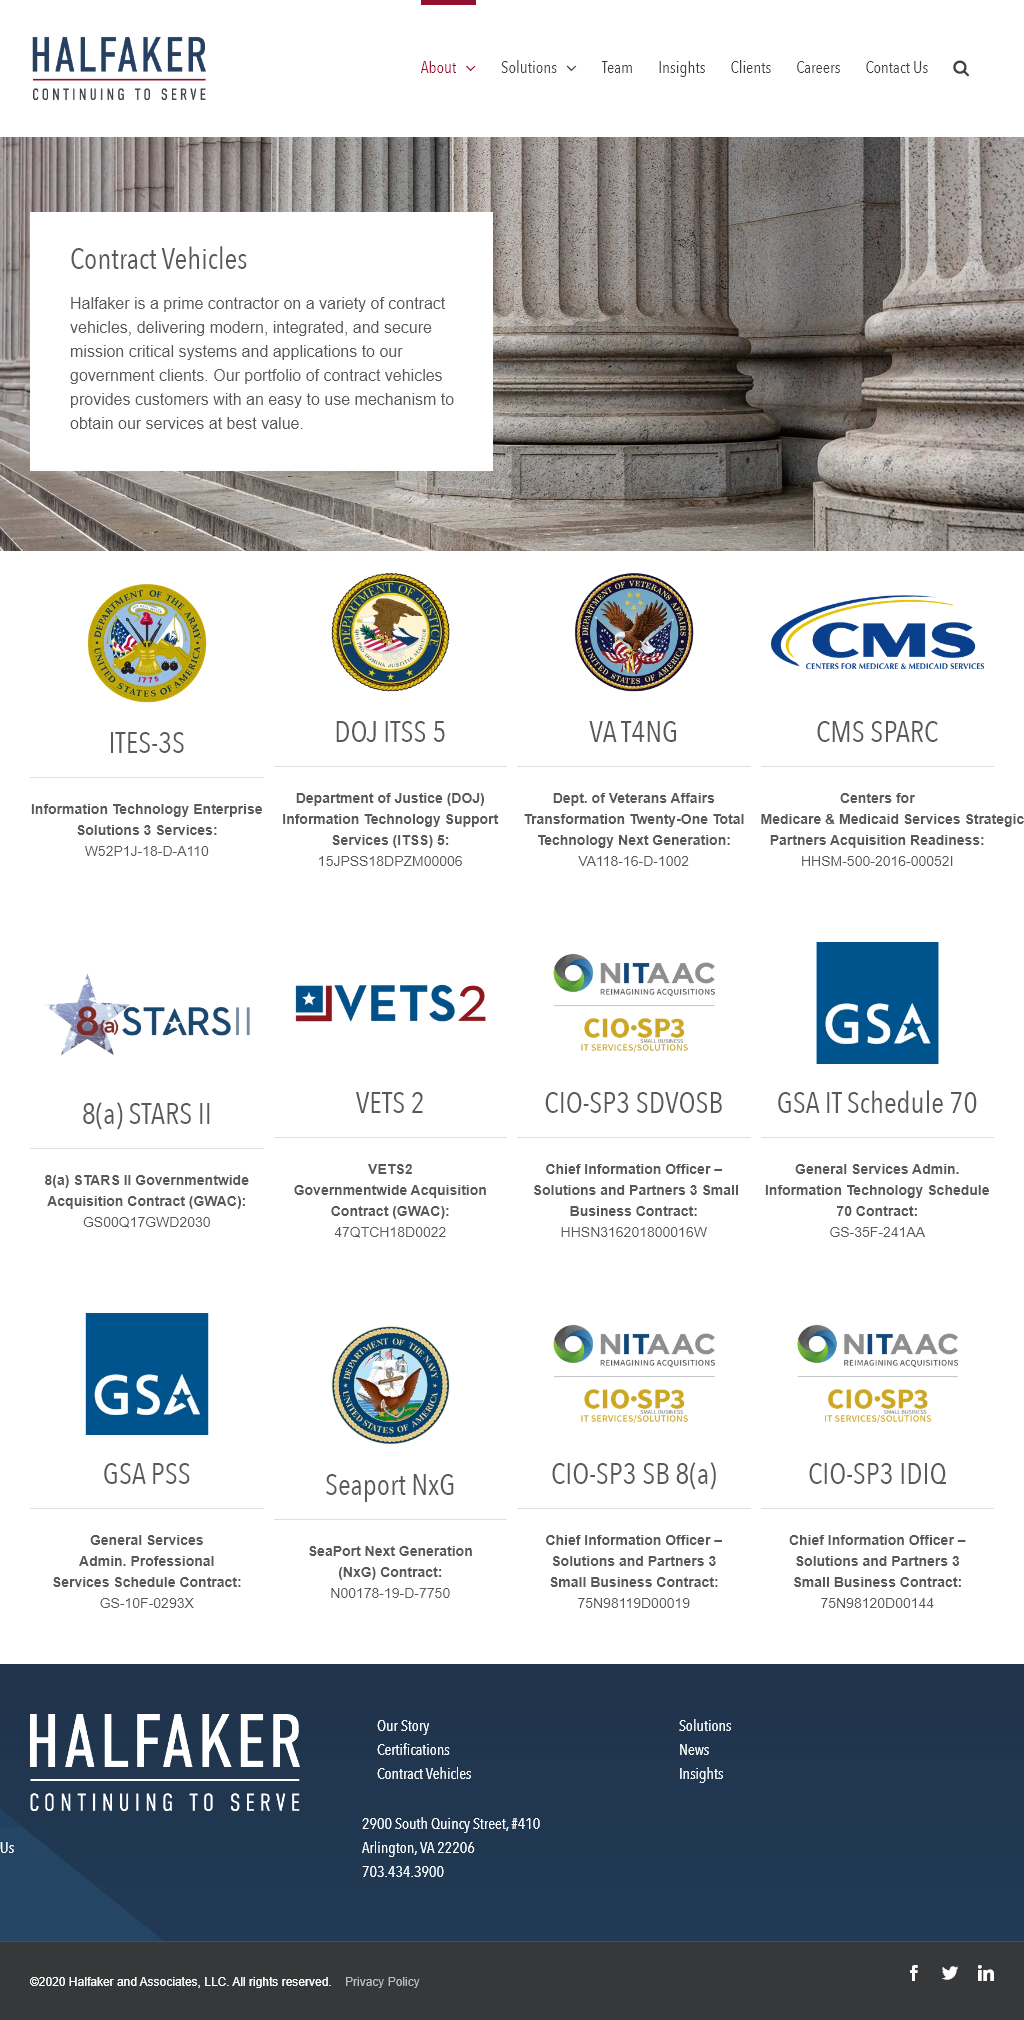 HALFAKER
CONTINUING TO SERVE
About
Solutions
Team
Insights
Clients
Careers
Contact Us
Contract Vehicles
Halfaker is a prime contractor on a variety of contract
vehicles, delivering modern, integrated, and secure
mission critical systems and applications to our
government clients. Our portfolio of contract vehicles
provides customers with an easy to use mechanism to
obtain our services at best value.
DEPARTMENT OF THE ARMY
UNITED STATES OF AMERICA
1775
ITES-3S
Information Technology Enterprise
Solutions 3 Services:
W52P1J-18-D-A110
DEPARTMENT OF JUSTICE
DOJ ITSS 5
Department of Justice (DOJ)
Information Technology Support
Services (ITSS) 5:
15JPSS18DPZM00006
DEPARTMENT OF VETERANS AFFAIRS
UNITED STATES OF AMERICA
VA T4NG
Dept. of Veterans Affairs
Transformation Twenty-One Total
Technology Next Generation:
VA118-16-D-1002
CMS
CENTERS FOR MEDICARE & MEDICAID SERVICES
CMS SPARC
Centers for
Medicare & Medicaid Services Strategic
Partners Acquisition Readiness:
HHSM-500-2016-00052I
8(a) STARS II
8(a) STARS II
8(a) STARS II Governmentwide
Acquisition Contract (GWAC):
GS00Q17GWD2030
VETS2
VETS 2
VETS2
Governmentwide Acquisition
Contract (GWAC):
47QTCH18D0022
NITAAC
REIMAGINING ACQUISITIONS
CIO·SP3
SMALL BUSINESS
IT SERVICES/SOLUTIONS
CIO-SP3 SDVOSB
Chief Information Officer –
Solutions and Partners 3 Small
Business Contract:
HHSN316201800016W
GSA
GSA IT Schedule 70
General Services Admin.
Information Technology Schedule
70 Contract:
GS-35F-241AA
GSA
GSA PSS
General Services
Admin. Professional
Services Schedule Contract:
GS-10F-0293X
DEPARTMENT OF THE NAVY
UNITED STATES OF AMERICA
Seaport NxG
SeaPort Next Generation
(NxG) Contract:
N00178-19-D-7750
NITAAC
REIMAGINING ACQUISITIONS
CIO·SP3
SMALL BUSINESS
IT SERVICES/SOLUTIONS
CIO-SP3 SB 8(a)
Chief Information Officer –
Solutions and Partners 3
Small Business Contract:
75N98119D00019
NITAAC
REIMAGINING ACQUISITIONS
CIO·SP3
SMALL BUSINESS
IT SERVICES/SOLUTIONS
CIO-SP3 IDIQ
Chief Information Officer –
Solutions and Partners 3
Small Business Contract:
75N98120D00144
HALFAKER
CONTINUING TO SERVE
Our Story
Certifications
Contract Vehicles
Solutions
News
Insights
Us
2900 South Quincy Street, #410
Arlington, VA 22206
703.434.3900
©2020 Halfaker and Associates, LLC. All rights reserved.
Privacy Policy